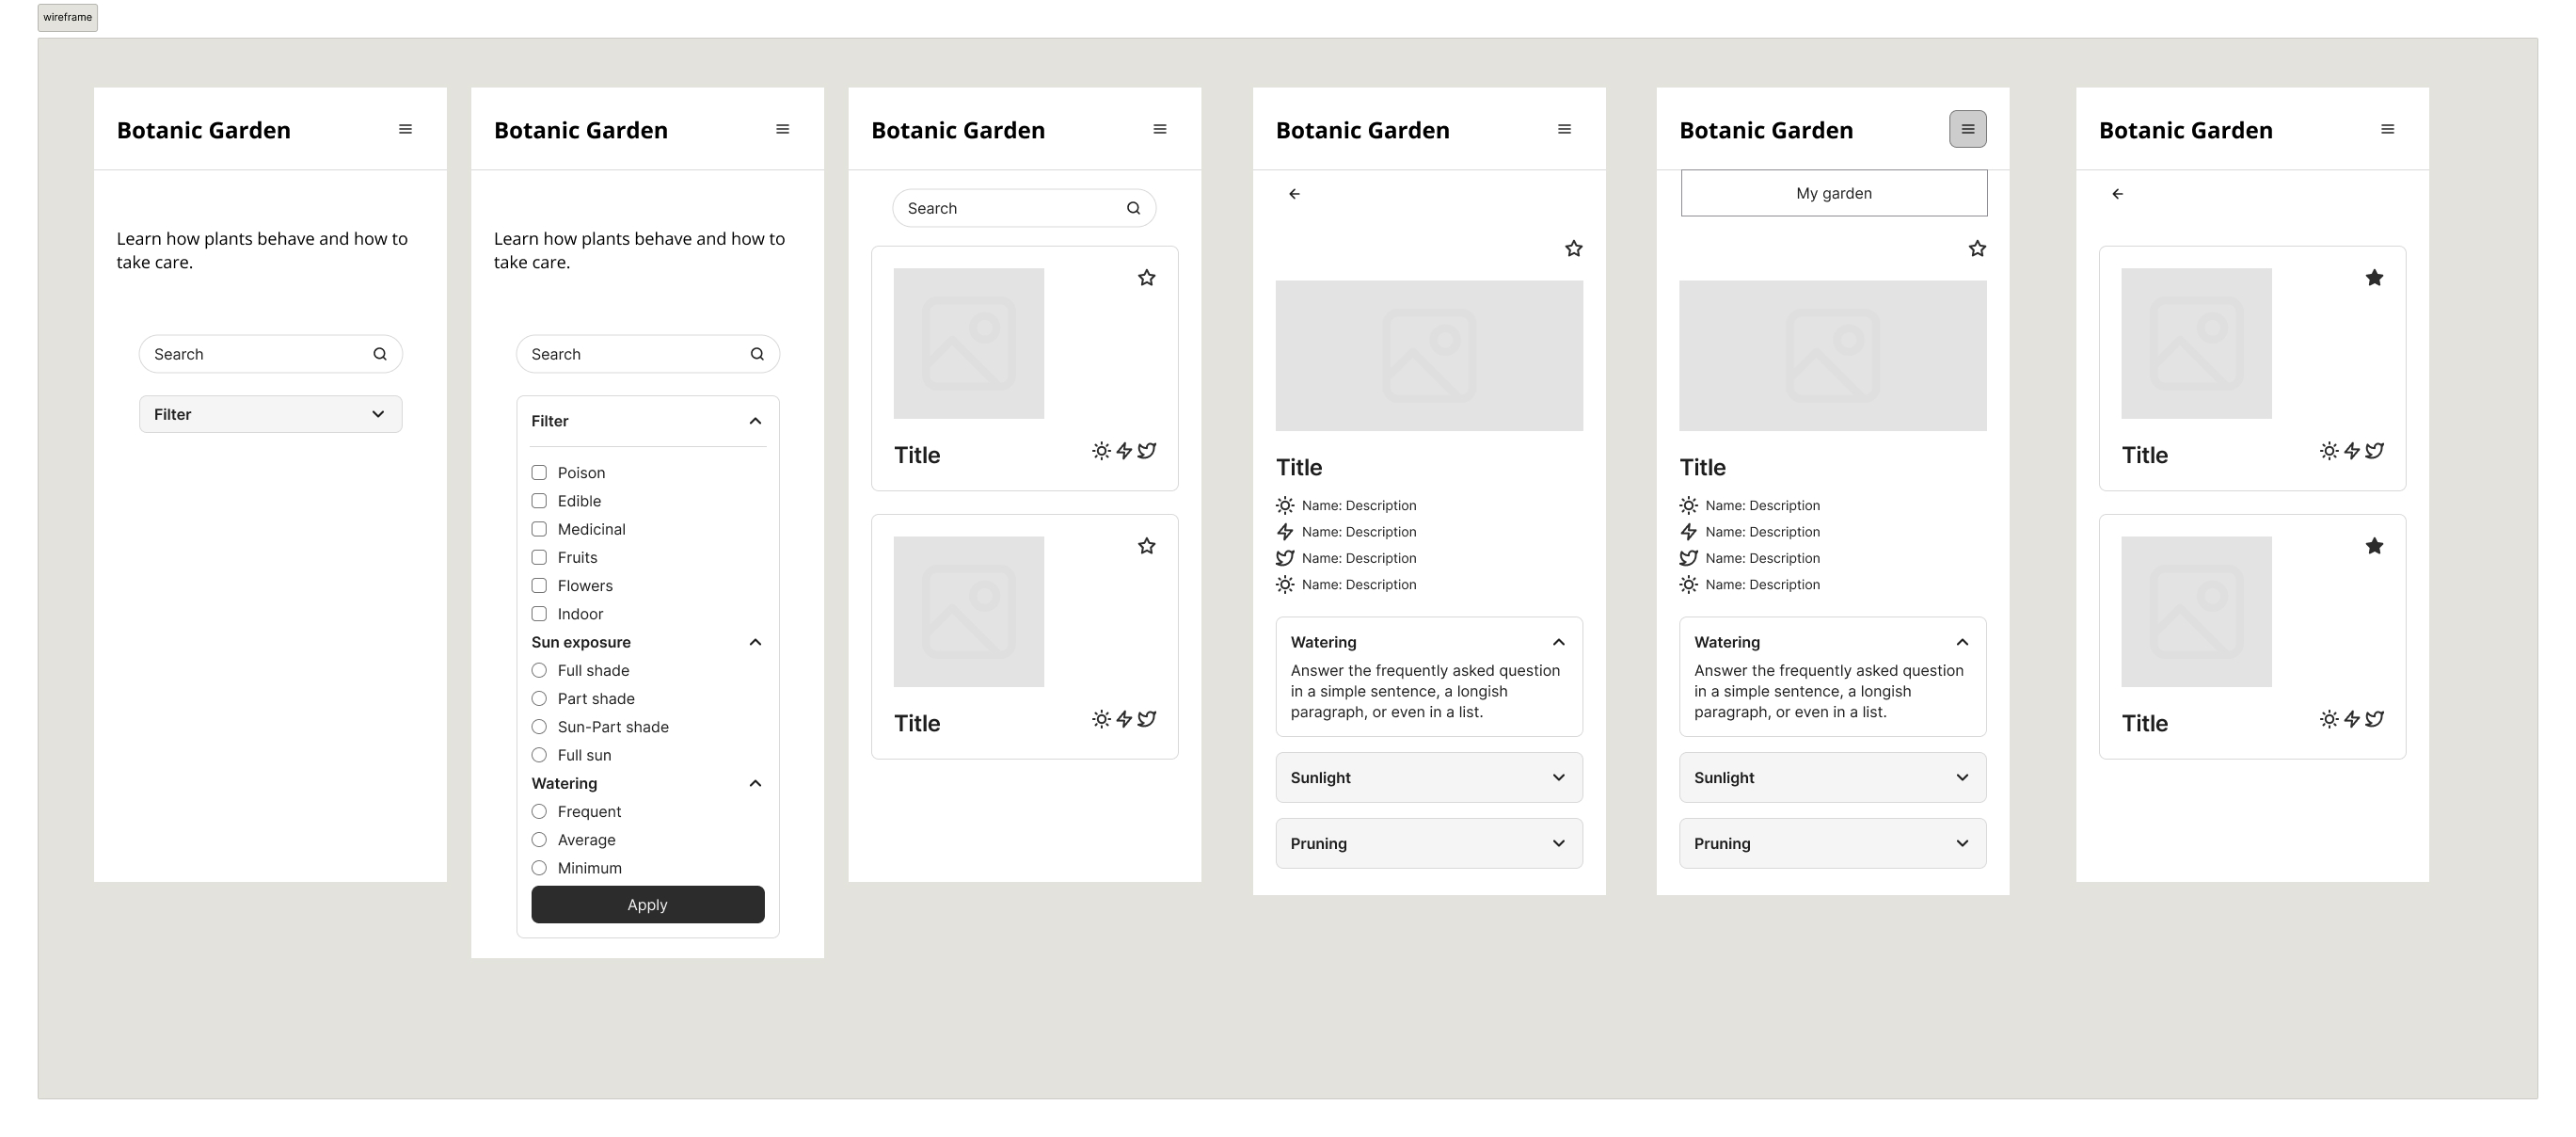 wireframe
Botanic Garden
Learn how plants behave and how to
take care.
Search
Filter
Botanic Garden
Learn how plants behave and how to
take care.
Search
Filter
Poison
Edible
Medicinal
Fruits
Flowers
Indoor
Sun exposure
Full shade
Part shade
Sun-Part shade
Full sun
Watering
Frequent
Average
Minimum
Apply
Botanic Garden
Search
Title
Title
Botanic Garden
Title
Name: Description
Name: Description
Name: Description
Name: Description
Watering
Answer the frequently asked question
in a simple sentence, a longish
paragraph, or even in a list.
Sunlight
Pruning
Botanic Garden
My garden
Title
Name: Description
Name: Description
Name: Description
Name: Description
Watering
Answer the frequently asked question
in a simple sentence, a longish
paragraph, or even in a list.
Sunlight
Pruning
Botanic Garden
Title
Title